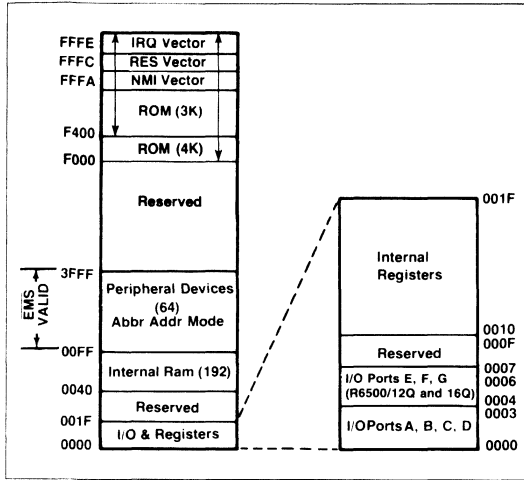 FFFE
IRQ Vector
FFFC
RES Vector
FFFA
NMI Vector
ROM (3K)
F400
ROM (4K)
F000
Reserved
3FFF
EMS
VALID
Peripheral Devices
(64)
Abbr Addr Mode
00FF
Internal Ram (192)
0040
Reserved
001F
I/O & Registers
0000
001F
Internal
Registers
0010
000F
Reserved
0007
I/O Ports E, F, G
0006
(R6500/12Q and 16Q)
0004
0003
I/O Ports A, B, C, D
0000